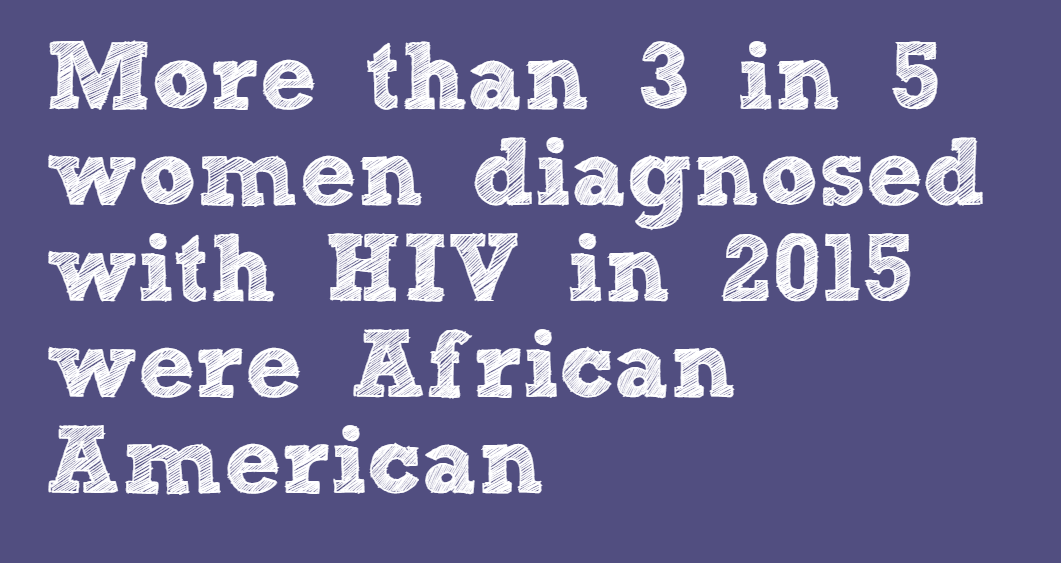 More than 3 in 5
women diagnosed
with HIV in 2015
were African
American